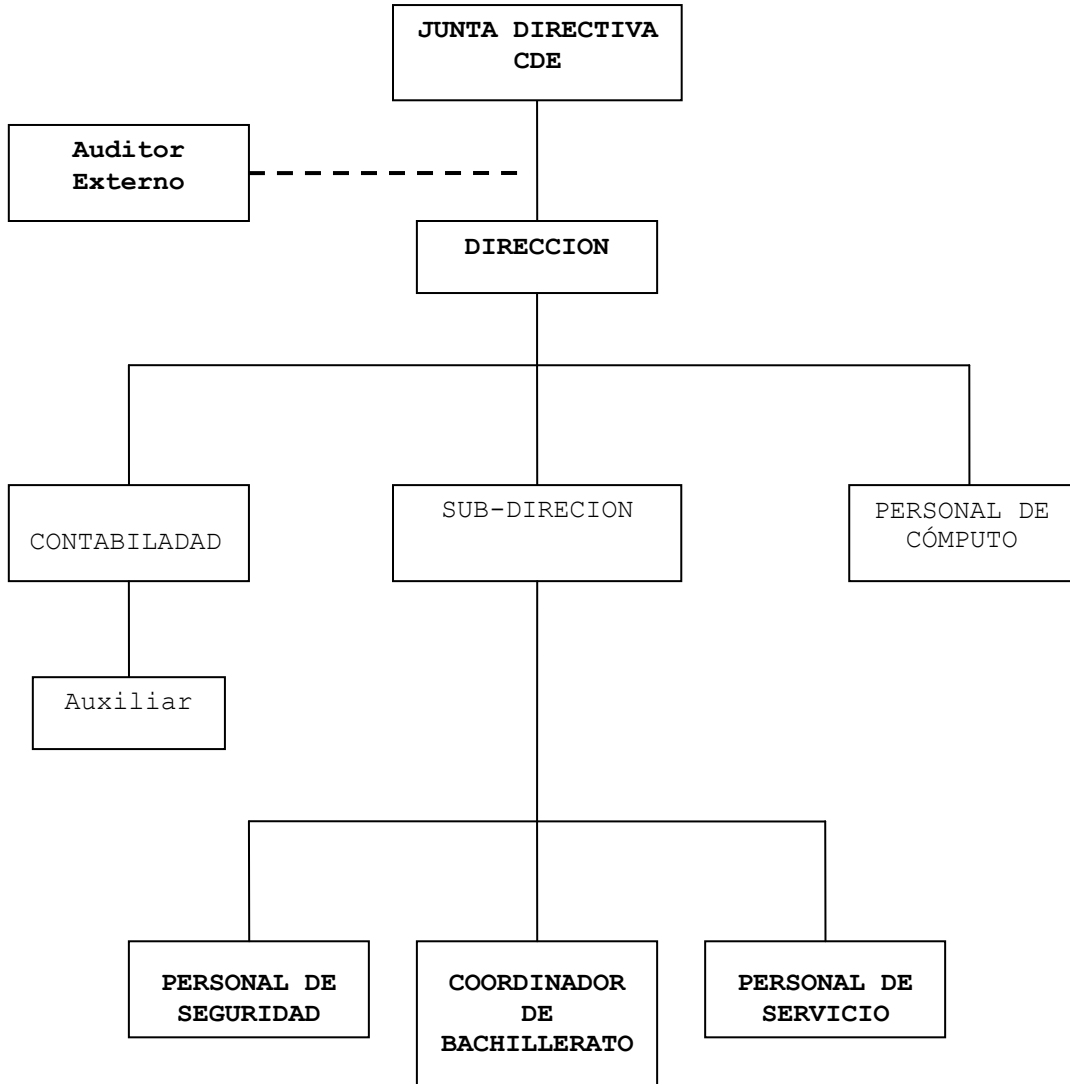 JUNTA DIRECTIVA
CDE
Auditor
Externo
DIRECCION
CONTABILADAD
SUB-DIRECION
PERSONAL DE
CÓMPUTO
Auxiliar
PERSONAL DE
SEGURIDAD
COORDINADOR
DE
BACHILLERATO
PERSONAL DE
SERVICIO